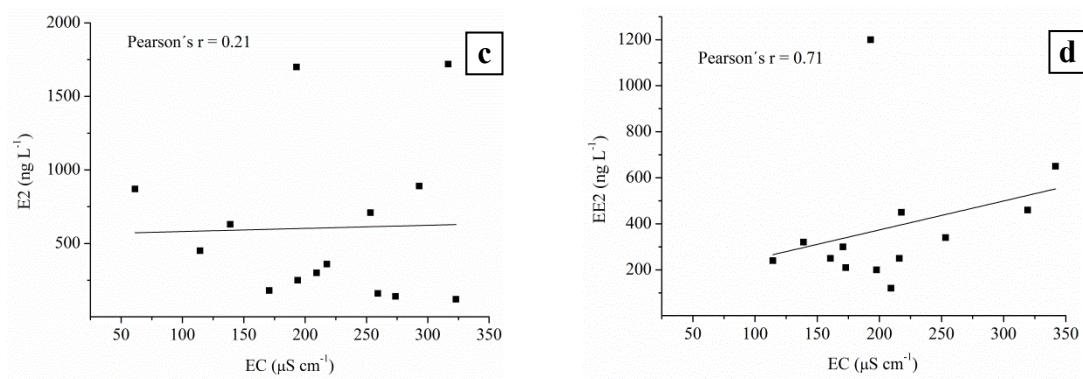 2000
1500
1000
500
0
E2 (ng L⁻¹)
Pearson´s r = 0.21
c
50 100 150 200 250 300 350
EC (µS cm⁻¹)
1200
1000
800
600
400
200
EE2 (ng L⁻¹)
Pearson´s r = 0.71
d
50 100 150 200 250 300 350
EC (µS cm⁻¹)